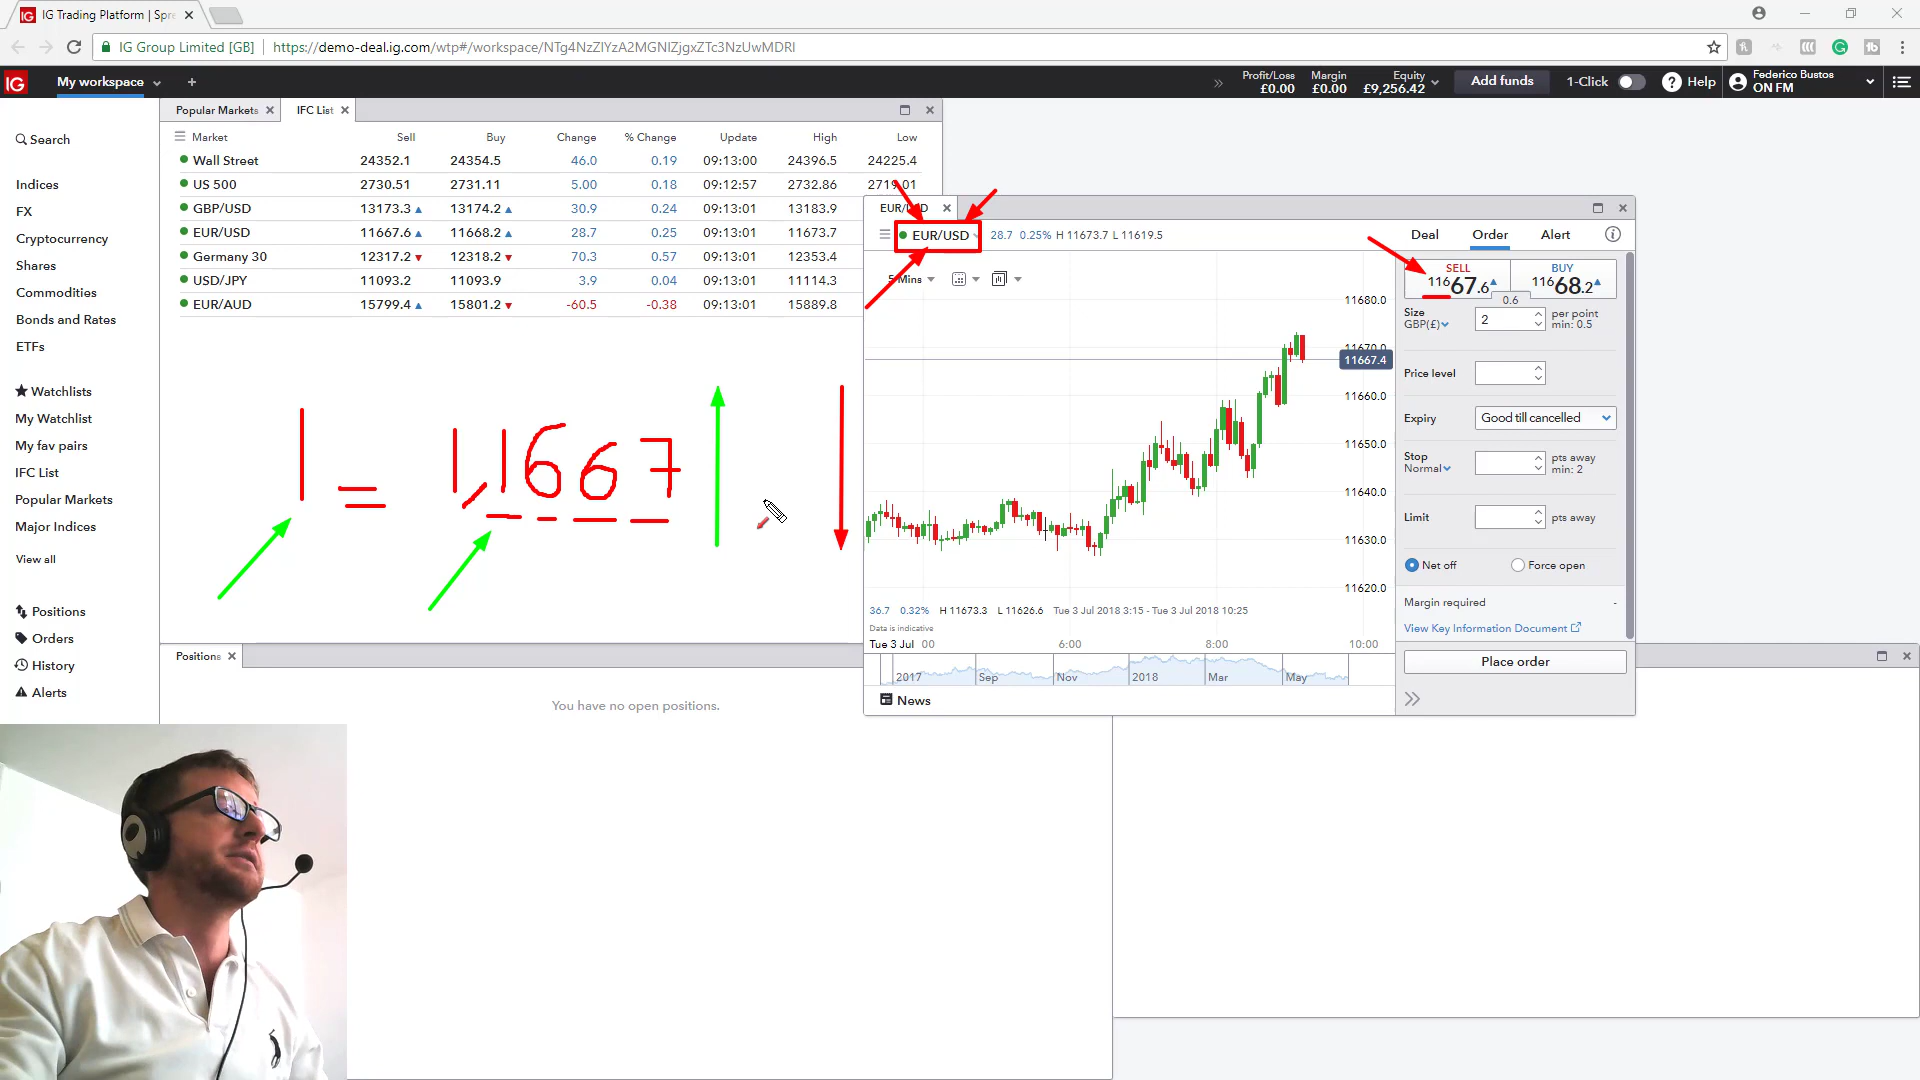 IG Trading Platform | Spre
IG Group Limited [GB] https://demo-deal.ig.com/wtp#/workspace/NTg4NzZlYzA2MGNlZjgxZTc3NzUwMDRl
IG My workspace + » Profit/Loss £0.00 Margin £0.00 Equity £9,256.42 Add funds 1-Click ? Help Federico Bustos ON FM
Search
Indices
FX
Cryptocurrency
Shares
Commodities
Bonds and Rates
ETFs
Watchlists
My Watchlist
My fav pairs
IFC List
Popular Markets
Major Indices
View all
Positions
Orders
History
Alerts
Popular Markets IFC List
Market Sell Buy Change % Change Update High Low
Wall Street 24352.1 24354.5 46.0 0.19 09:13:00 24396.5 24225.4
US 500 2730.51 2731.11 5.00 0.18 09:12:57 2732.86 2719.01
GBP/USD 13173.3 13174.2 30.9 0.24 09:13:01 13183.9
EUR/USD 11667.6 11668.2 28.7 0.25 09:13:01 11673.7
Germany 30 12317.2 12318.2 70.3 0.57 09:13:01 12353.4
USD/JPY 11093.2 11093.9 3.9 0.04 09:13:01 11114.3
EUR/AUD 15799.4 15801.2 -60.5 -0.38 09:13:01 15889.8
1 = 1,1667
Positions
You have no open positions.
EUR/USD
EUR/USD 28.7 0.25% H 11673.7 L 11619.5
5 Mins
11680.0
11670.0
11667.4
11660.0
11650.0
11640.0
11630.0
11620.0
36.7 0.32% H 11673.3 L 11626.6 Tue 3 Jul 2018 3:15 - Tue 3 Jul 2018 10:25
Data is indicative
Tue 3 Jul 00 6:00 8:00 10:00
2017 Sep Nov 2018 Mar May
News
Deal Order Alert
SELL BUY
11667.6 11668.2
0.6
Size GBP(£) 2 per point min: 0.5
Price level
Expiry Good till cancelled
Stop Normal pts away min: 2
Limit pts away
Net off Force open
Margin required -
View Key Information Document
Place order